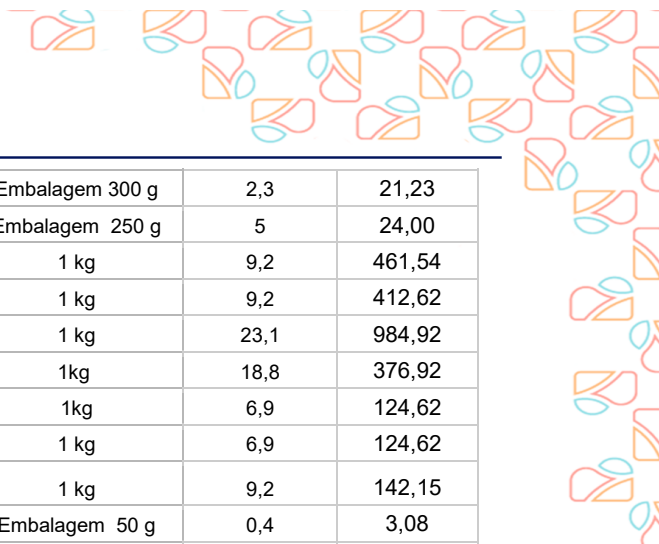 Embalagem 300 g 2,3 21,23
Embalagem 250 g 5 24,00
1 kg 9,2 461,54
1 kg 9,2 412,62
1 kg 23,1 984,92
1kg 18,8 376,92
1kg 6,9 124,62
1 kg 6,9 124,62
1 kg 9,2 142,15
Embalagem 50 g 0,4 3,08